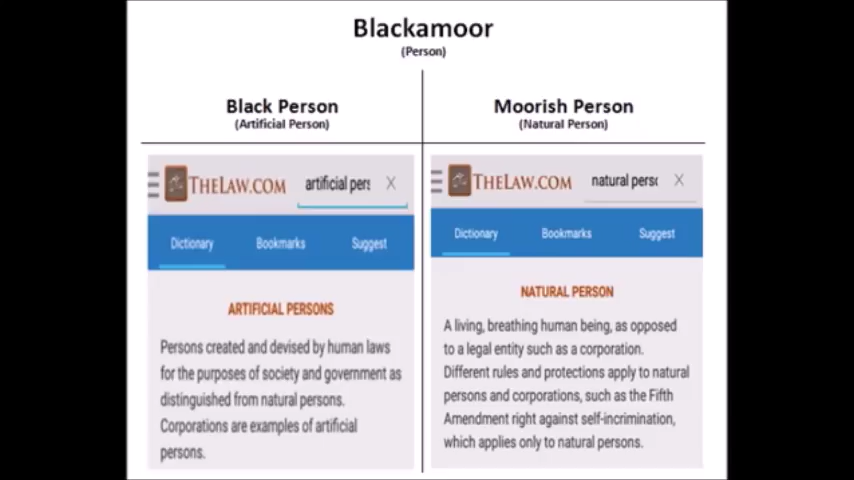 Blackamoor
(Person)
Black Person
(Artificial Person)
THELAW.COM
artificial pers
X
Dictionary
Bookmarks
Suggest
ARTIFICIAL PERSONS
Persons created and devised by human laws
for the purposes of society and government as
distinguished from natural persons.
Corporations are examples of artificial
persons.
Moorish Person
(Natural Person)
THELAW.COM
natural perso
X
Dictionary
Bookmarks
Suggest
NATURAL PERSON
A living, breathing human being, as opposed
to a legal entity such as a corporation.
Different rules and protections apply to natural
persons and corporations, such as the Fifth
Amendment right against self-incrimination,
which applies only to natural persons.